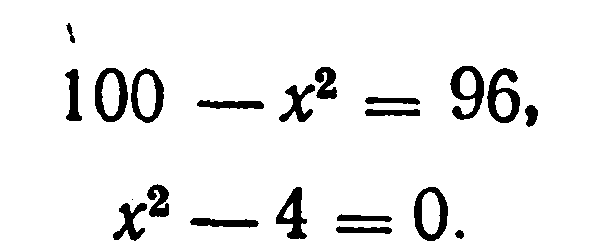 100 — x² = 96,
x² — 4 = 0.